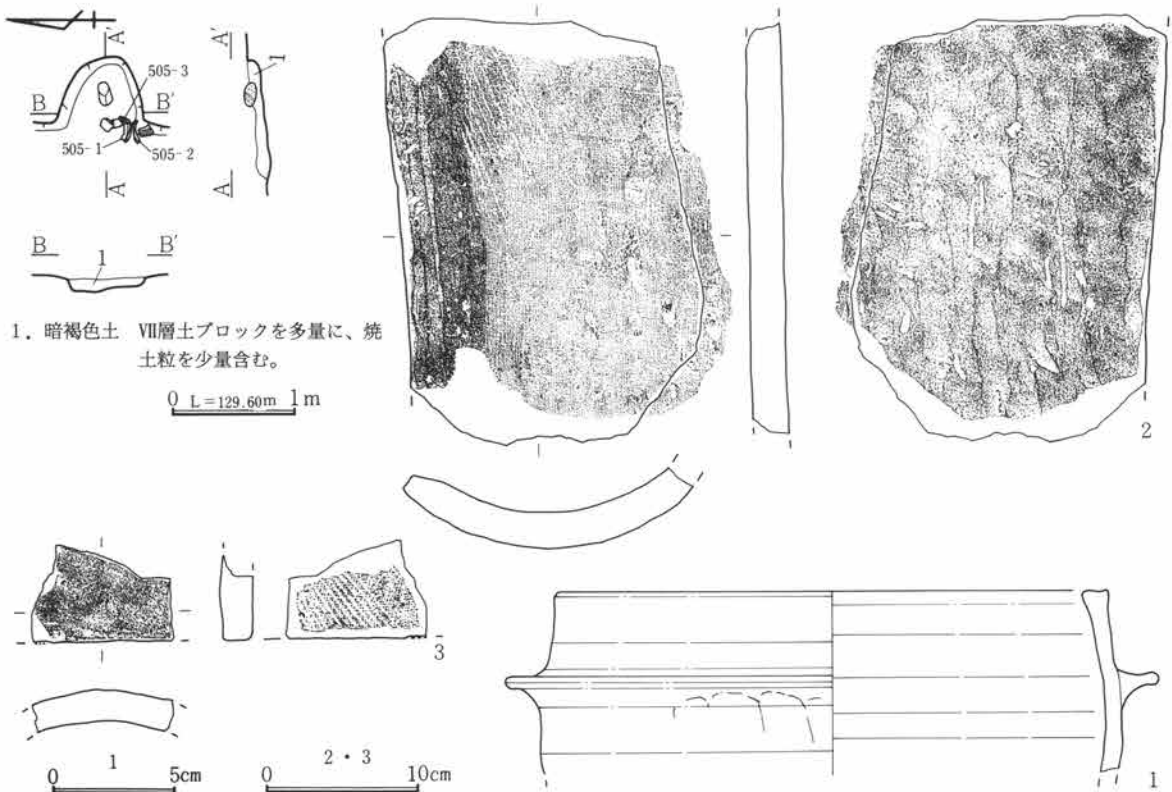 A'
A'
505-3
1
B
B'
505-1
505-2
A
A
B
1
B'
1. 暗褐色土 Ⅶ層土ブロックを多量に、焼
土粒を少量含む。
0 L=129.60m 1m
2
3
1
0 5cm
2・3
0 10cm
1